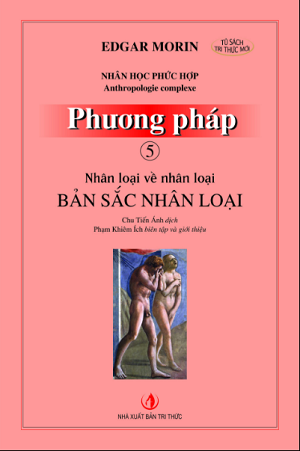 EDGAR MORIN
TỦ SÁCH
TRI THỨC MỚI
NHÂN HỌC PHỨC HỢP
Anthropologie complexe
Phương pháp
5
Nhân loại về nhân loại
BẢN SẮC NHÂN LOẠI
Chu Tiến Ánh dịch
Phạm Khiêm Ích biên tập và giới thiệu
NHÀ XUẤT BẢN TRI THỨC